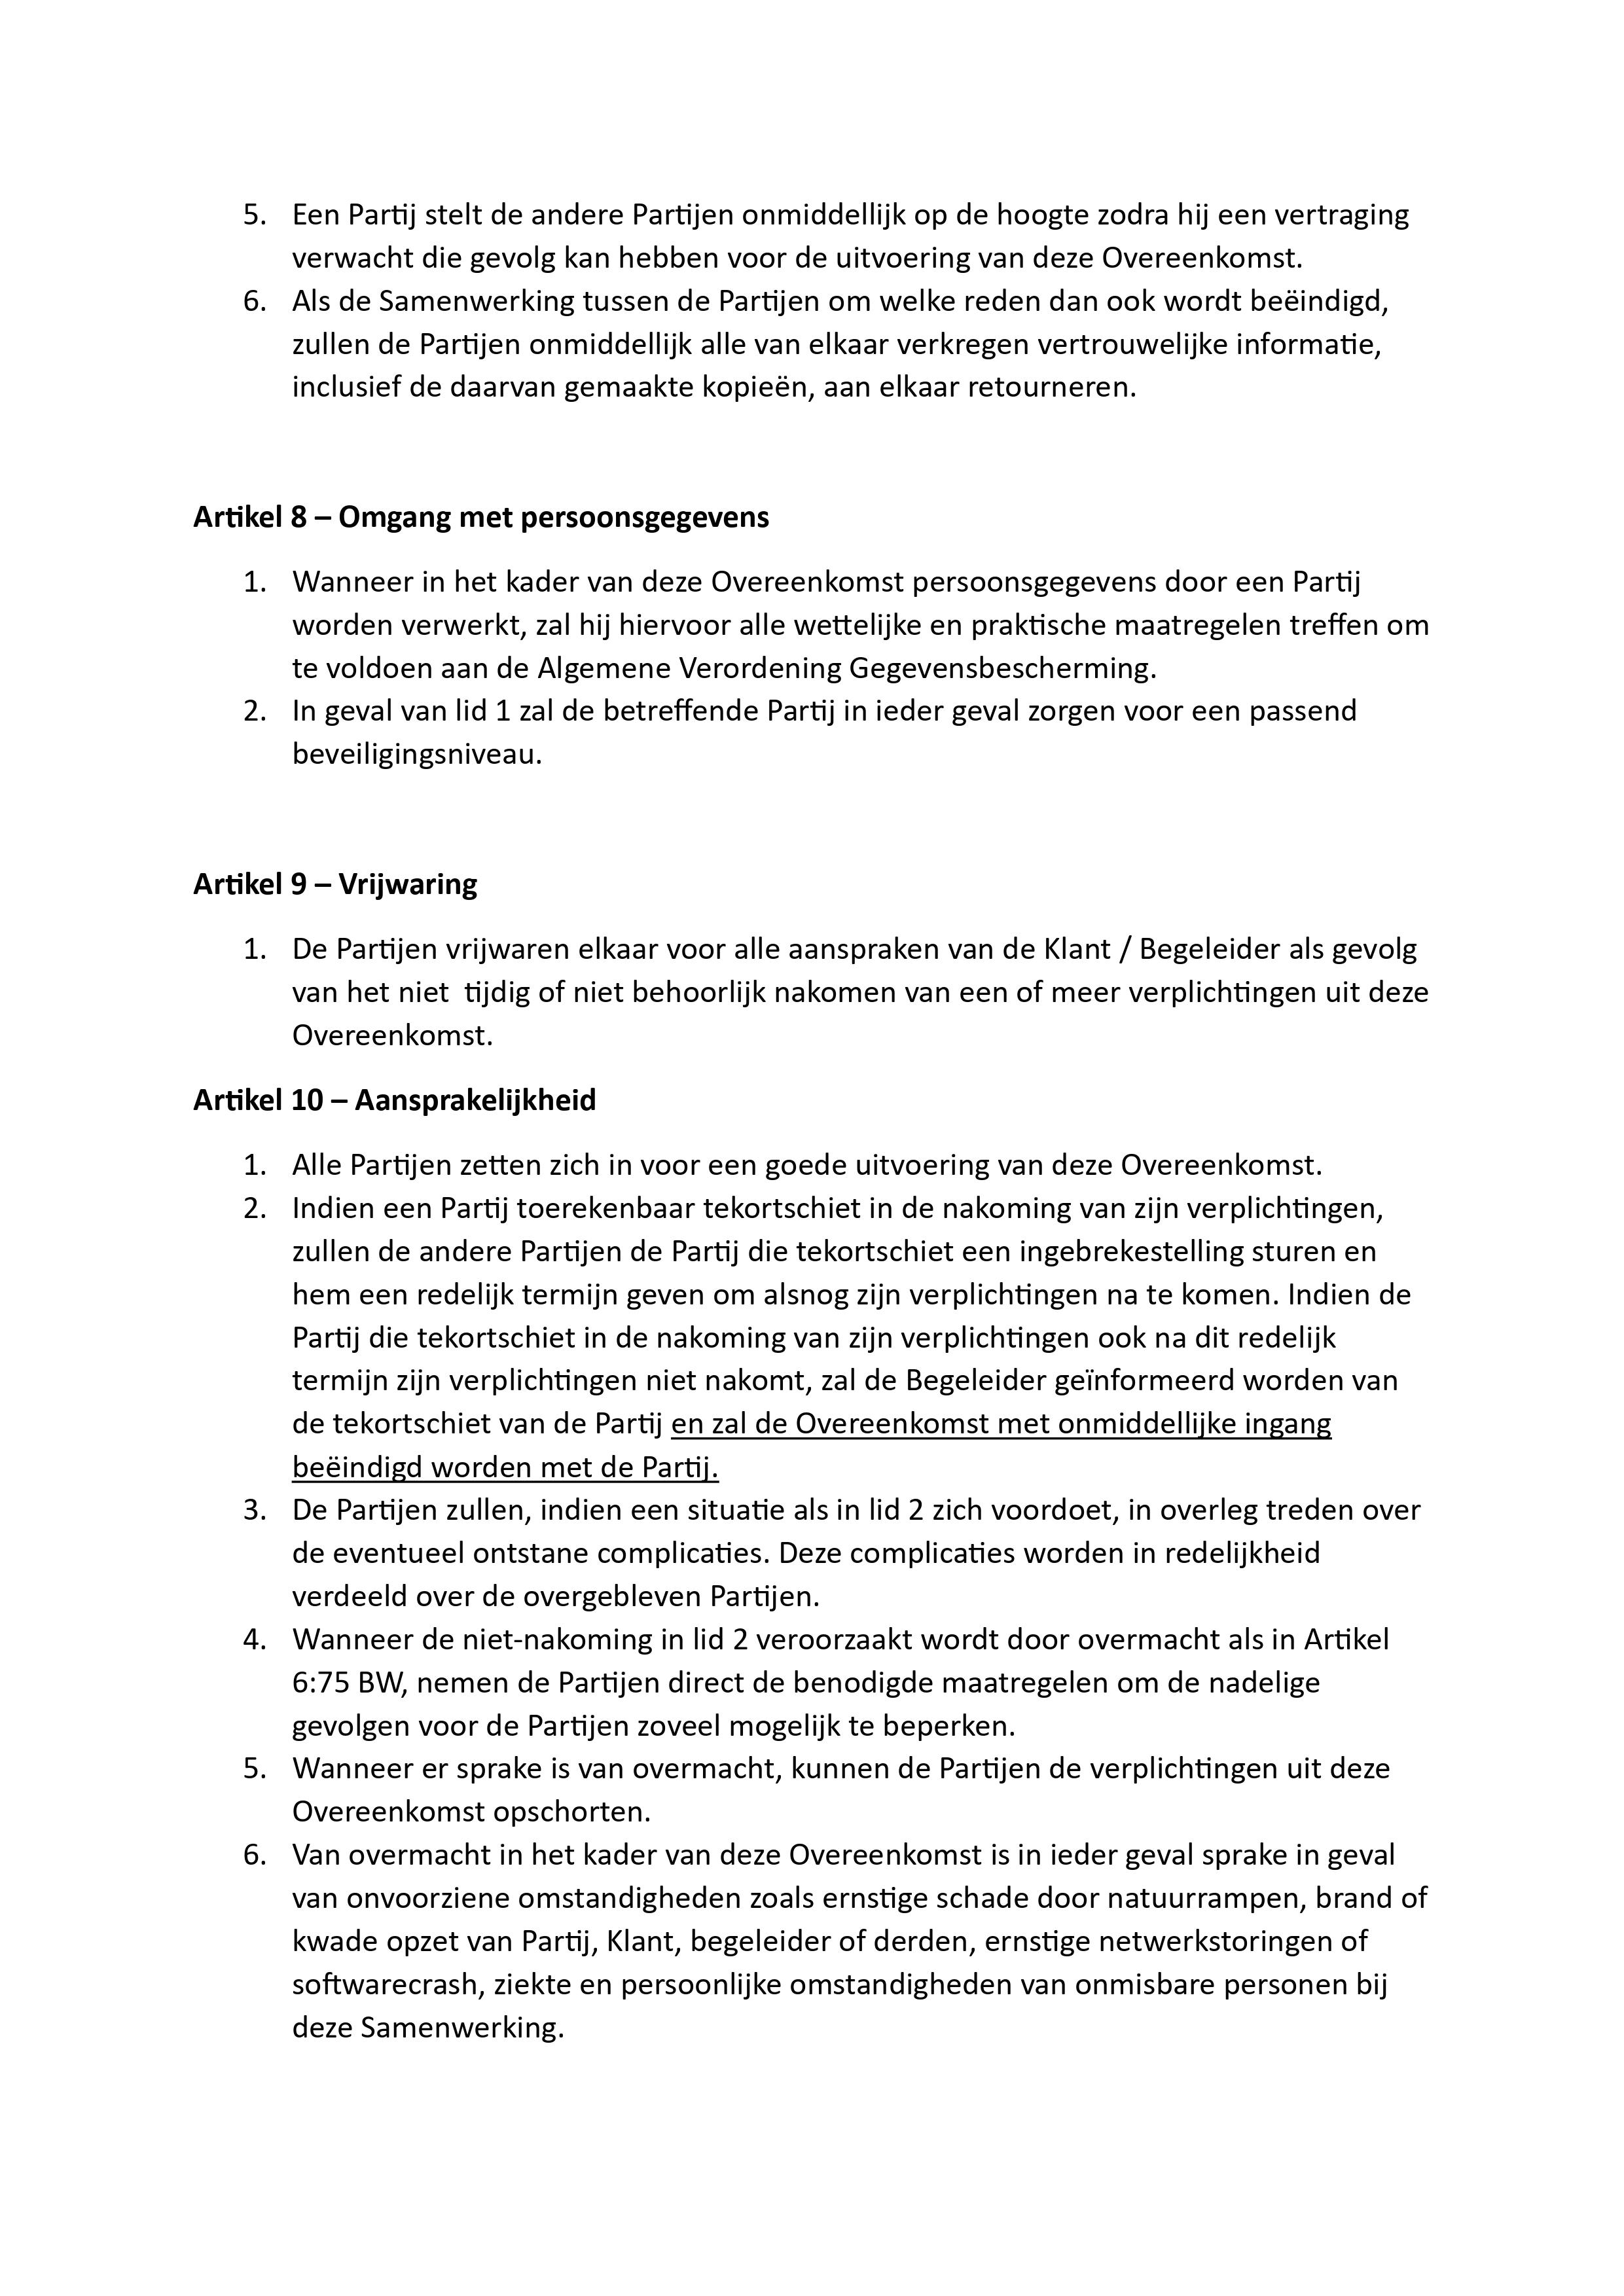 5. Een Partij stelt de andere Partijen onmiddellijk op de hoogte zodra hij een vertraging
verwacht die gevolg kan hebben voor de uitvoering van deze Overeenkomst.
6. Als de Samenwerking tussen de Partijen om welke reden dan ook wordt beëindigd,
zullen de Partijen onmiddellijk alle van elkaar verkregen vertrouwelijke informatie,
inclusief de daarvan gemaakte kopieën, aan elkaar retourneren.
Artikel 8 – Omgang met persoonsgegevens
1. Wanneer in het kader van deze Overeenkomst persoonsgegevens door een Partij
worden verwerkt, zal hij hiervoor alle wettelijke en praktische maatregelen treffen om
te voldoen aan de Algemene Verordening Gegevensbescherming.
2. In geval van lid 1 zal de betreffende Partij in ieder geval zorgen voor een passend
beveiligingsniveau.
Artikel 9 – Vrijwaring
1. De Partijen vrijwaren elkaar voor alle aanspraken van de Klant / Begeleider als gevolg
van het niet  tijdig of niet behoorlijk nakomen van een of meer verplichtingen uit deze
Overeenkomst.
Artikel 10 – Aansprakelijkheid
1. Alle Partijen zetten zich in voor een goede uitvoering van deze Overeenkomst.
2. Indien een Partij toerekenbaar tekortschiet in de nakoming van zijn verplichtingen,
zullen de andere Partijen de Partij die tekortschiet een ingebrekestelling sturen en
hem een redelijk termijn geven om alsnog zijn verplichtingen na te komen. Indien de
Partij die tekortschiet in de nakoming van zijn verplichtingen ook na dit redelijk
termijn zijn verplichtingen niet nakomt, zal de Begeleider geïnformeerd worden van
de tekortschiet van de Partij en zal de Overeenkomst met onmiddellijke ingang
beëindigd worden met de Partij.
3. De Partijen zullen, indien een situatie als in lid 2 zich voordoet, in overleg treden over
de eventueel ontstane complicaties. Deze complicaties worden in redelijkheid
verdeeld over de overgebleven Partijen.
4. Wanneer de niet-nakoming in lid 2 veroorzaakt wordt door overmacht als in Artikel
6:75 BW, nemen de Partijen direct de benodigde maatregelen om de nadelige
gevolgen voor de Partijen zoveel mogelijk te beperken.
5. Wanneer er sprake is van overmacht, kunnen de Partijen de verplichtingen uit deze
Overeenkomst opschorten.
6. Van overmacht in het kader van deze Overeenkomst is in ieder geval sprake in geval
van onvoorziene omstandigheden zoals ernstige schade door natuurrampen, brand of
kwade opzet van Partij, Klant, begeleider of derden, ernstige netwerkstoringen of
softwarecrash, ziekte en persoonlijke omstandigheden van onmisbare personen bij
deze Samenwerking.